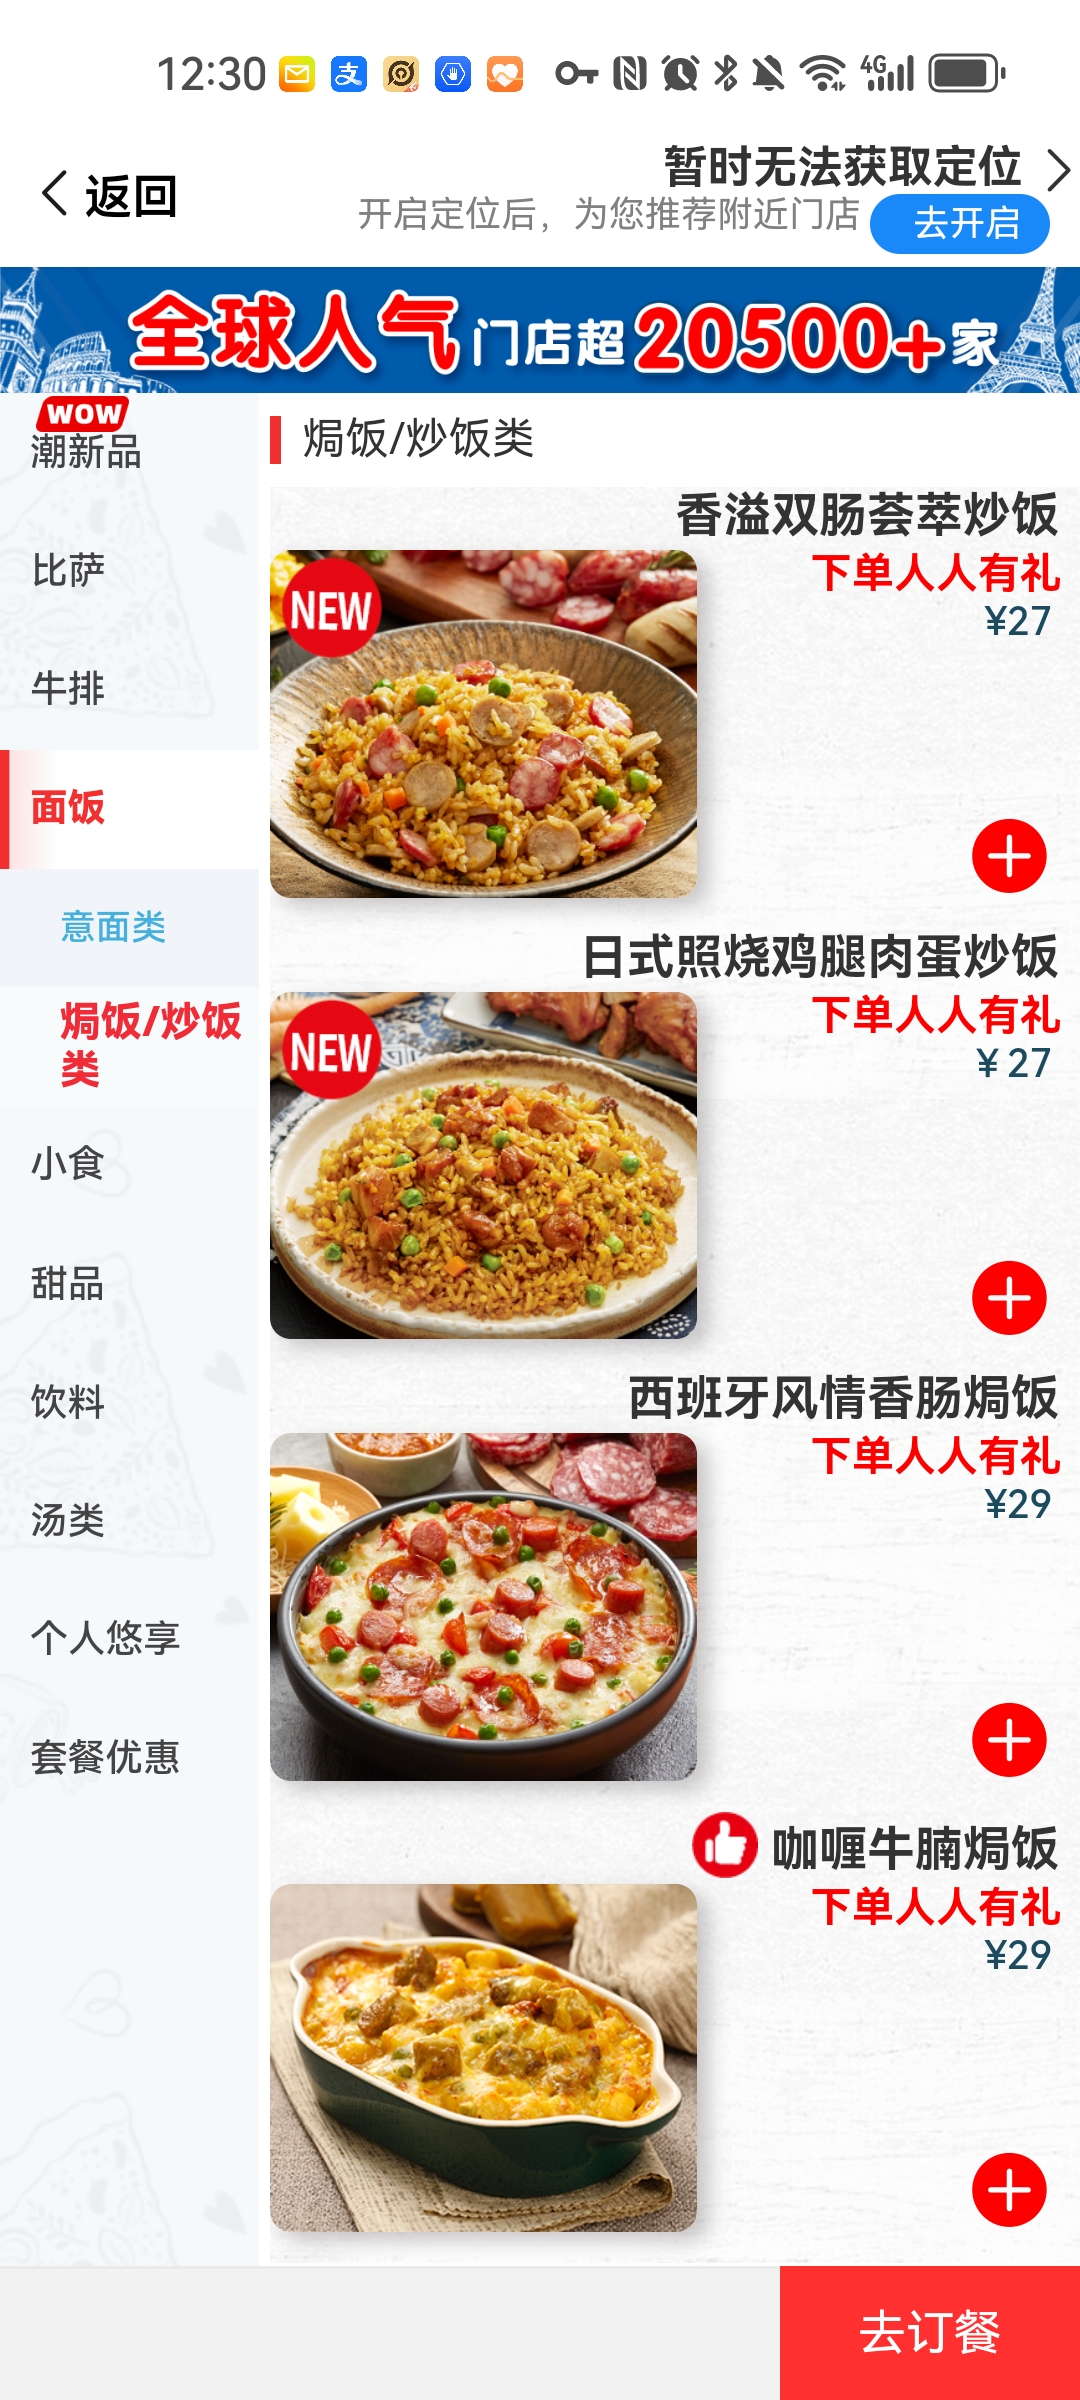 12:30
4G
返回
暂时无法获取定位
开启定位后，为您推荐附近门店
去开启
全球人气门店超20500+家
WOW
潮新品
比萨
牛排
面饭
意面类
焗饭/炒饭
类
小食
甜品
饮料
汤类
个人悠享
套餐优惠
焗饭/炒饭类
香溢双肠荟萃炒饭
NEW
下单人人有礼
¥27
日式照烧鸡腿肉蛋炒饭
NEW
下单人人有礼
¥ 27
西班牙风情香肠焗饭
下单人人有礼
¥29
咖喱牛腩焗饭
下单人人有礼
¥29
去订餐